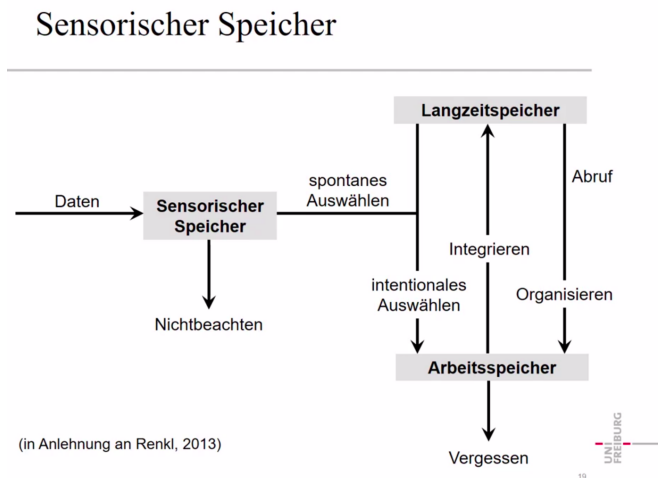 Sensorischer Speicher
Langzeitspeicher
Daten
Sensorischer
Speicher
spontanes
Auswählen
Abruf
Integrieren
intentionales
Auswählen
Organisieren
Nichtbeachten
Arbeitsspeicher
Vergessen
(in Anlehnung an Renkl, 2013)
UNI
FREIBURG
19